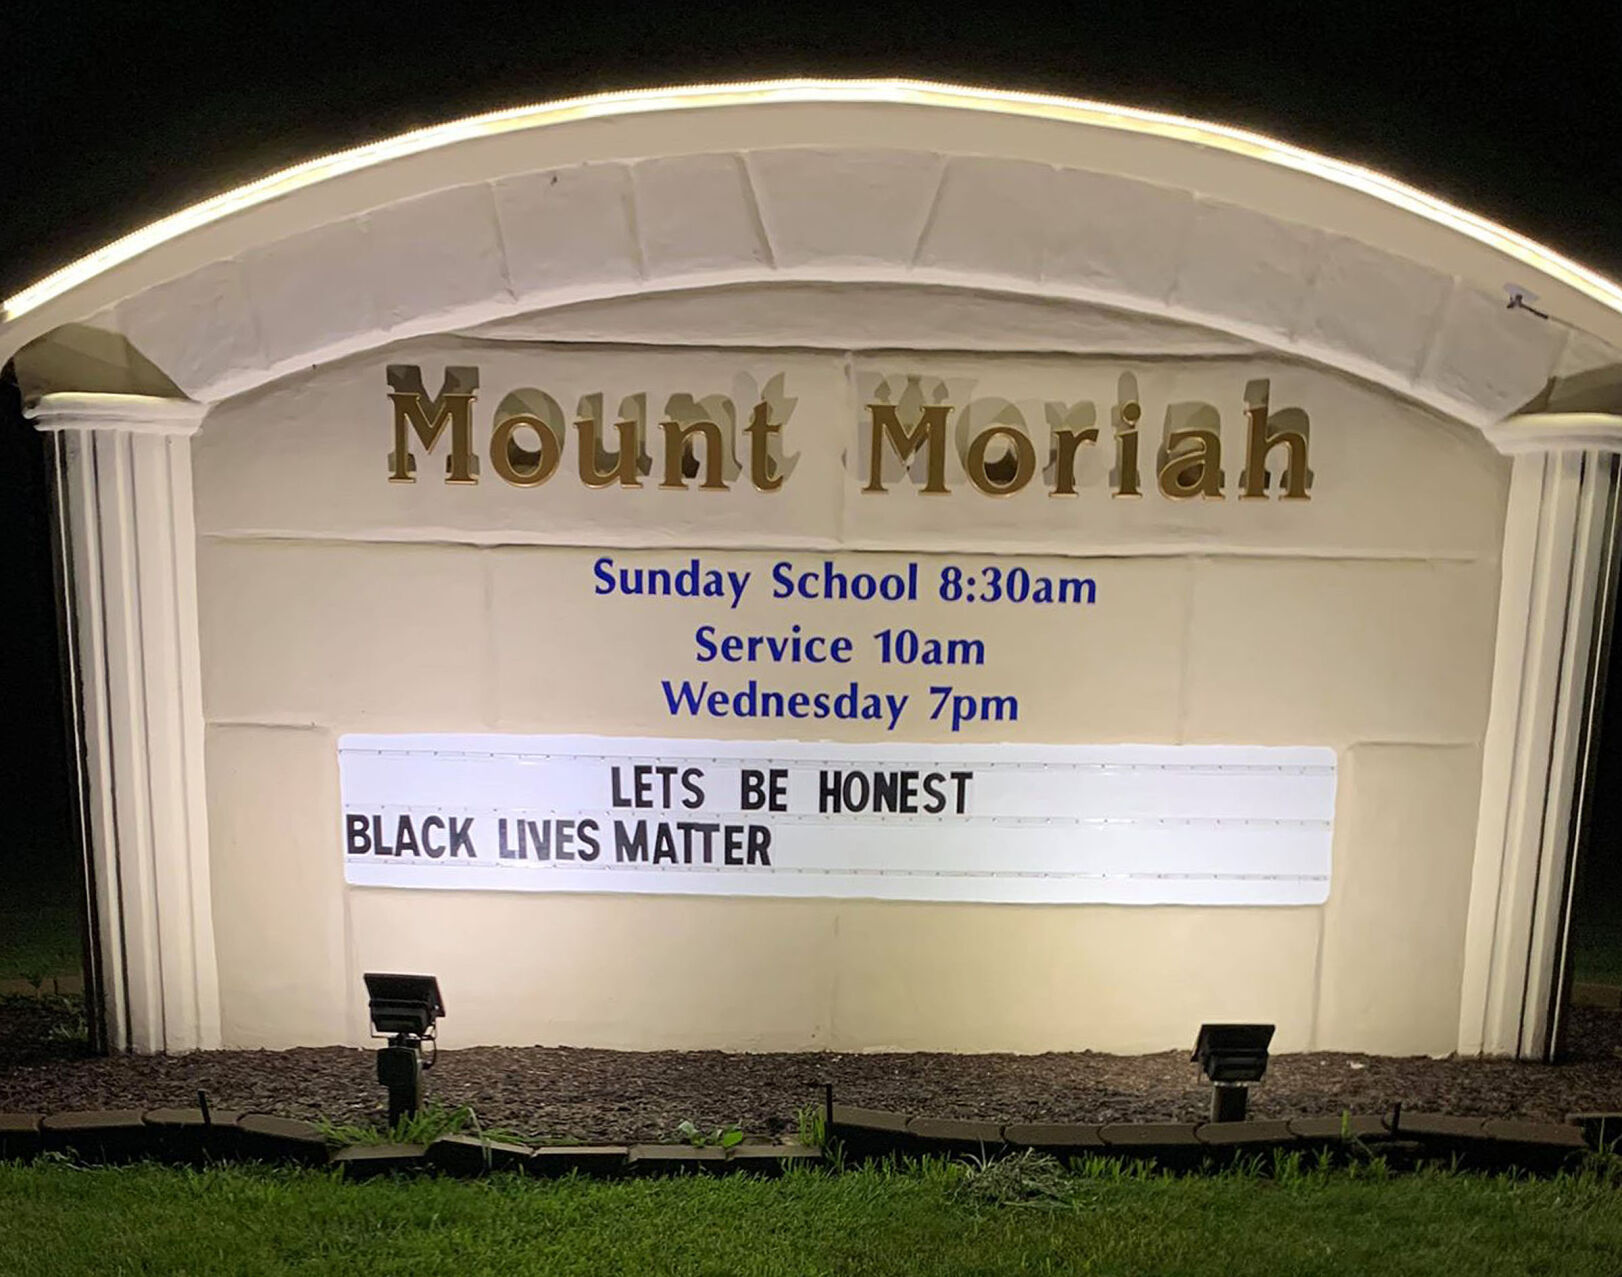 Mount Moriah
Sunday School 8:30am
Service 10am
Wednesday 7pm
LETS BE HONEST
BLACK LIVES MATTER